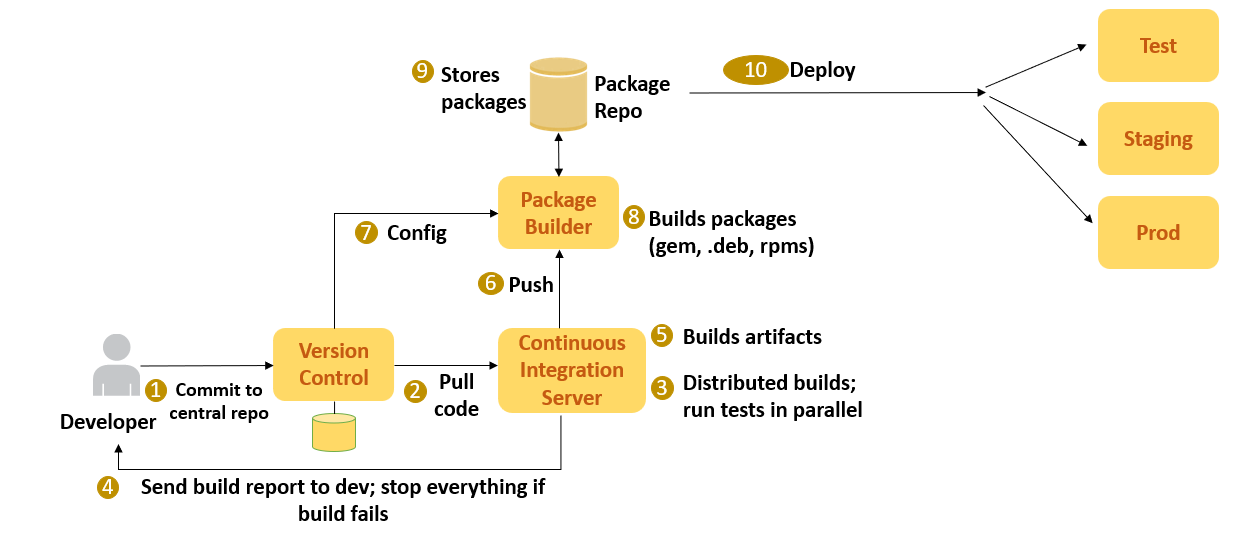 9 Stores
packages
Package
Repo
10 Deploy
Test
Staging
Prod
Package
Builder
8 Builds packages
(gem, .deb, rpms)
7 Config
6 Push
Developer
1 Commit to
central repo
Version
Control
2 Pull
code
Continuous
Integration
Server
5 Builds artifacts
3 Distributed builds;
run tests in parallel
4 Send build report to dev; stop everything if
build fails